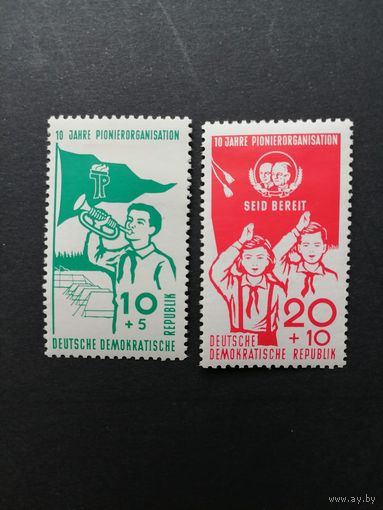 10 JAHRE PIONIERORGANISATION
JP
10
+ 5
DEUTSCHE DEMOKRATISCHE
REPUBLIK
10 JAHRE PIONIERORGANISATION
SEID BEREIT
20
+ 10
DEUTSCHE
DEMOKRATISCHE REPUBLIK
ay.by